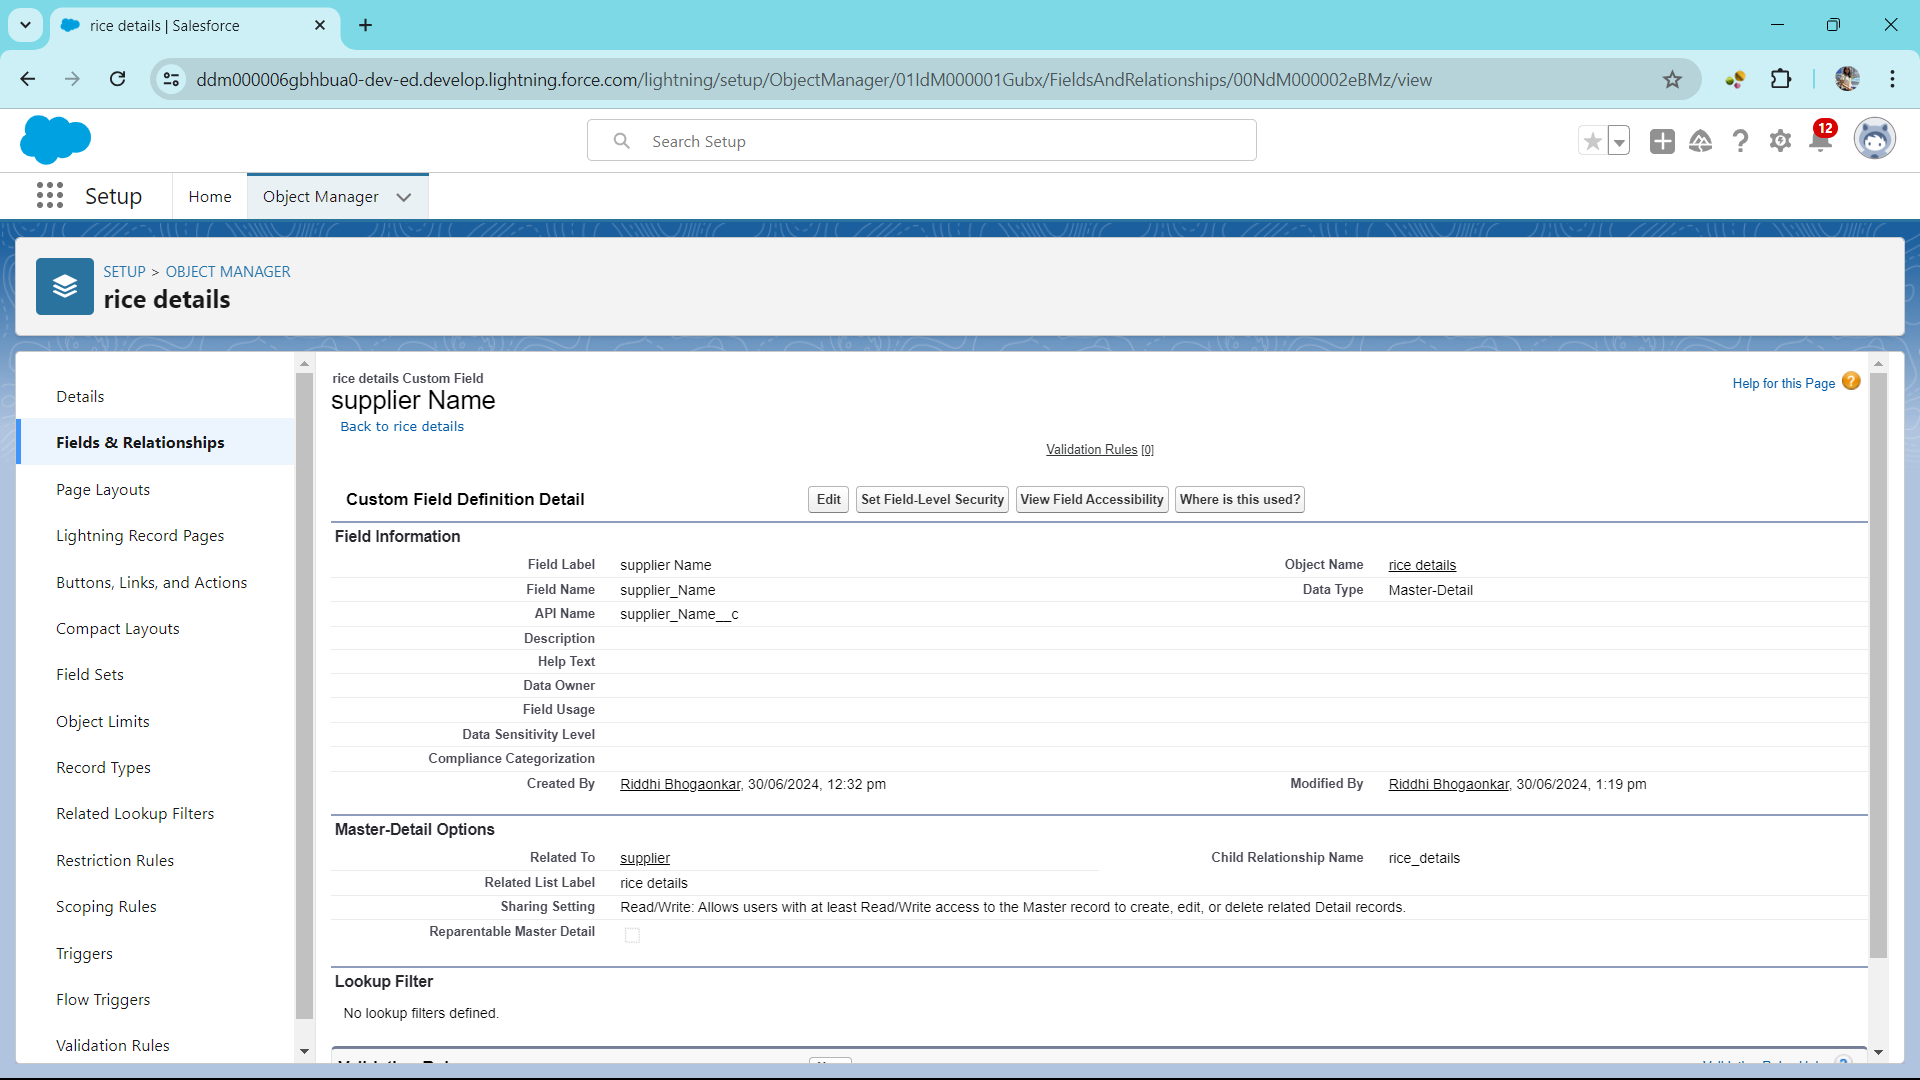 rice details | Salesforce
ddm000006gbhbua0-dev-ed.develop.lightning.force.com/lightning/setup/ObjectManager/01IdM000001Gubx/FieldsAndRelationships/00NdM000002eBMz/view
Search Setup
12
Setup
Home
Object Manager
SETUP > OBJECT MANAGER
rice details
Details
Fields & Relationships
Page Layouts
Lightning Record Pages
Buttons, Links, and Actions
Compact Layouts
Field Sets
Object Limits
Record Types
Related Lookup Filters
Restriction Rules
Scoping Rules
Triggers
Flow Triggers
Validation Rules
rice details Custom Field
supplier Name
Help for this Page
Back to rice details
Validation Rules [0]
Custom Field Definition Detail
Edit
Set Field-Level Security
View Field Accessibility
Where is this used?
Field Information
Field Label supplier Name Object Name rice details
Field Name supplier_Name Data Type Master-Detail
API Name supplier_Name__c
Description
Help Text
Data Owner
Field Usage
Data Sensitivity Level
Compliance Categorization
Created By Riddhi Bhogaonkar, 30/06/2024, 12:32 pm Modified By Riddhi Bhogaonkar, 30/06/2024, 1:19 pm
Master-Detail Options
Related To supplier Child Relationship Name rice_details
Related List Label rice details
Sharing Setting Read/Write: Allows users with at least Read/Write access to the Master record to create, edit, or delete related Detail records.
Reparentable Master Detail
Lookup Filter
No lookup filters defined.